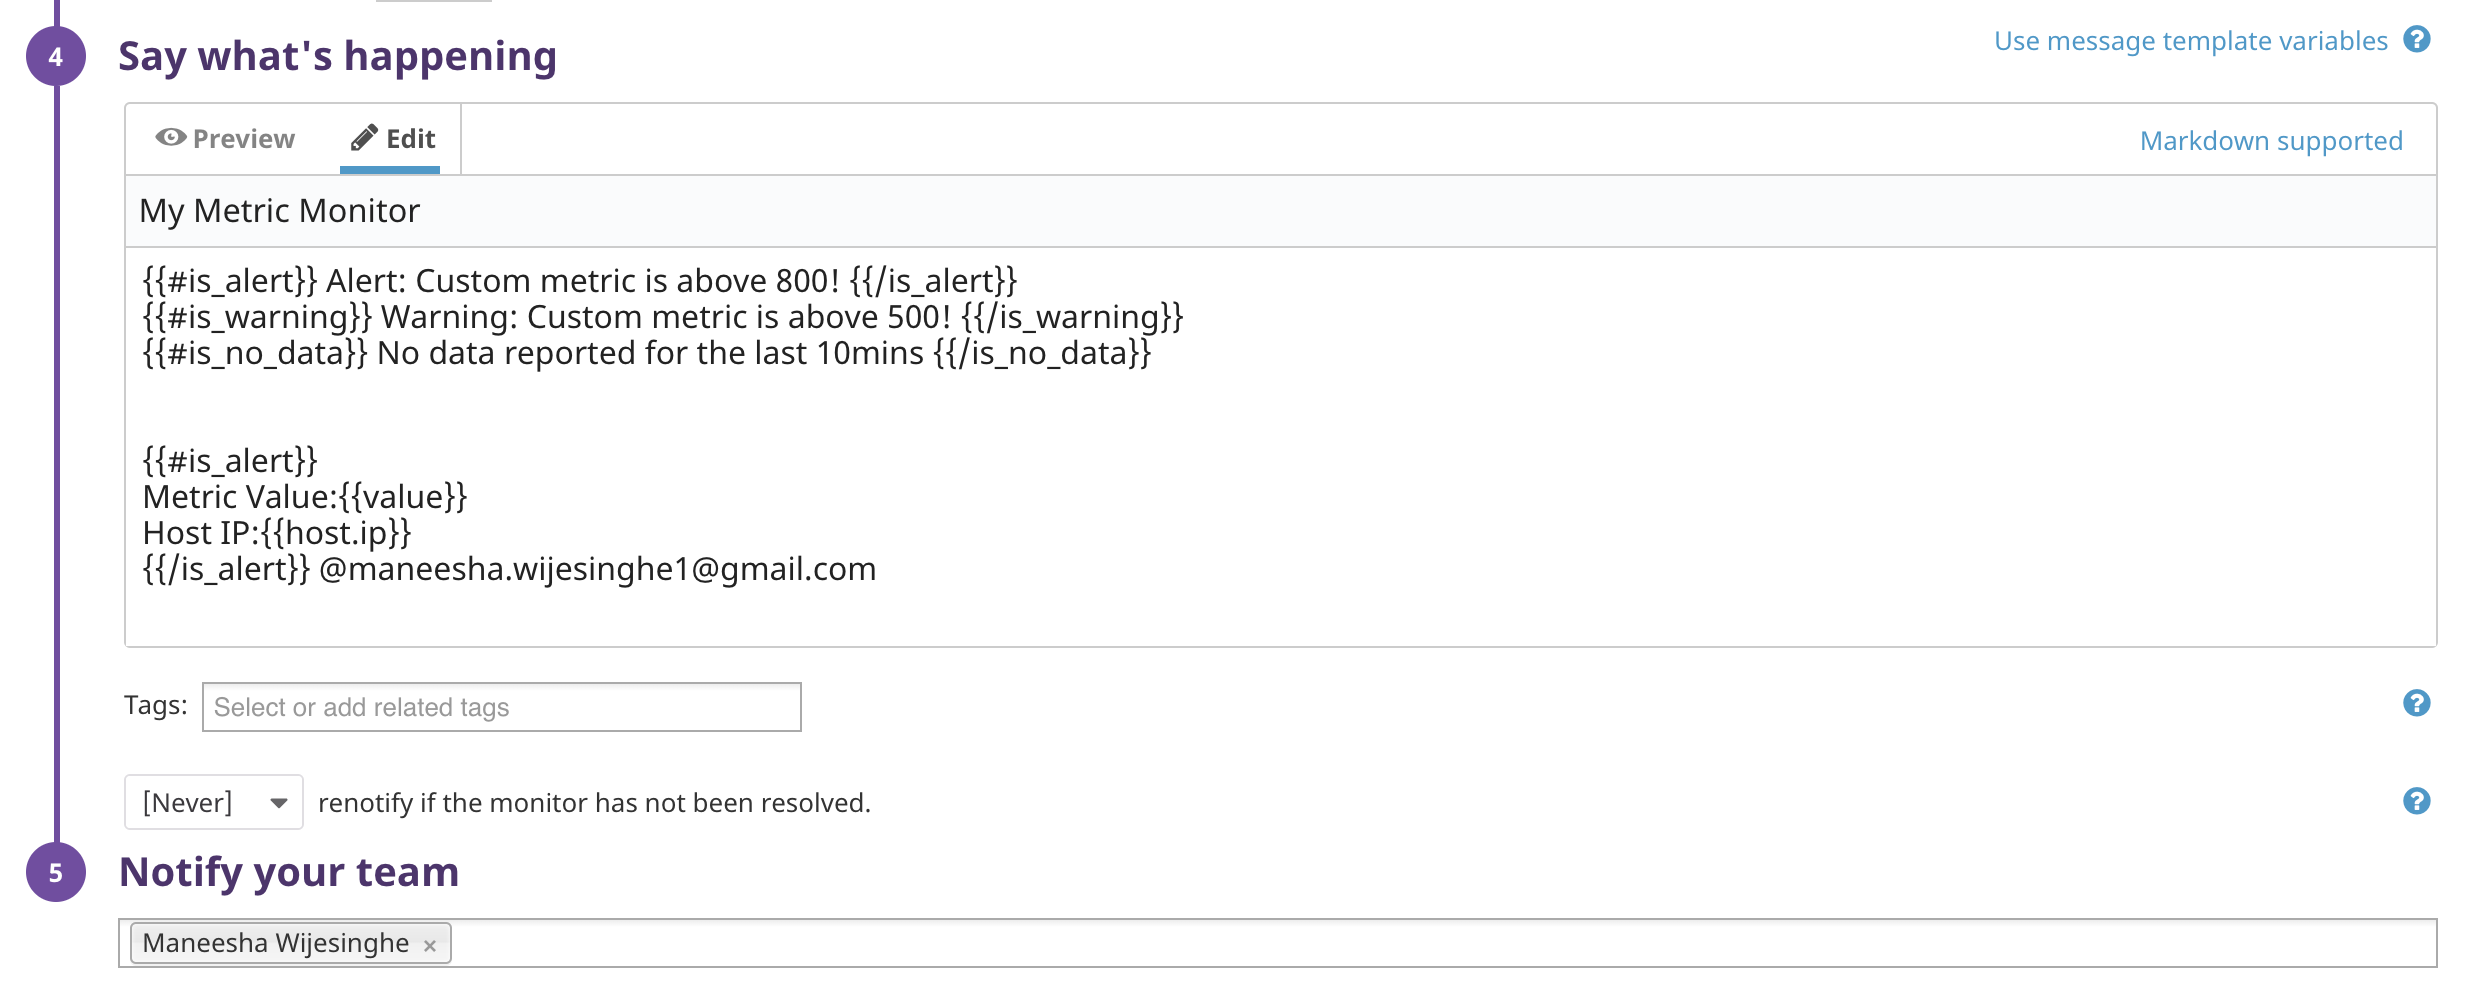 4
Say what's happening
Use message template variables
Preview
Edit
Markdown supported
My Metric Monitor
{{#is_alert}} Alert: Custom metric is above 800! {{/is_alert}}
{{#is_warning}} Warning: Custom metric is above 500! {{/is_warning}}
{{#is_no_data}} No data reported for the last 10mins {{/is_no_data}}
{{#is_alert}}
Metric Value:{{value}}
Host IP:{{host.ip}}
{{/is_alert}} @maneesha.wijesinghe1@gmail.com
Tags:
Select or add related tags
[Never]
renotify if the monitor has not been resolved.
5
Notify your team
Maneesha Wijesinghe ×